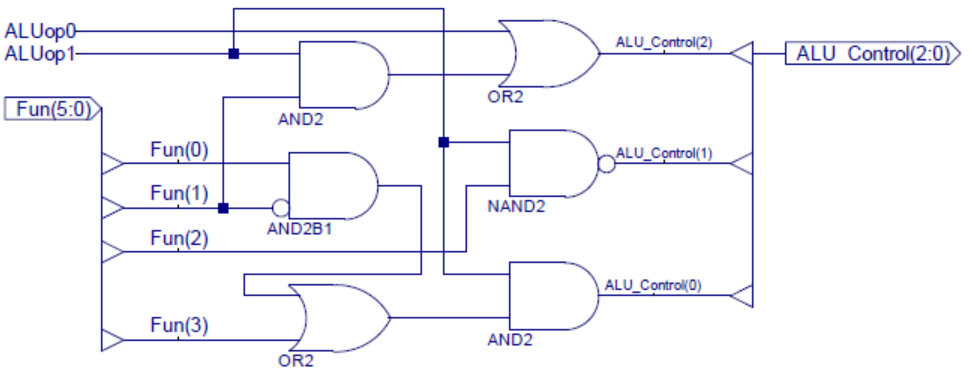 ALUop0
ALUop1
ALU_Control(2)
ALU_Control(2:0)
OR2
Fun(5:0)
AND2
Fun(0)
ALU_Control(1)
Fun(1)
NAND2
AND2B1
Fun(2)
ALU_Control(0)
Fun(3)
AND2
OR2